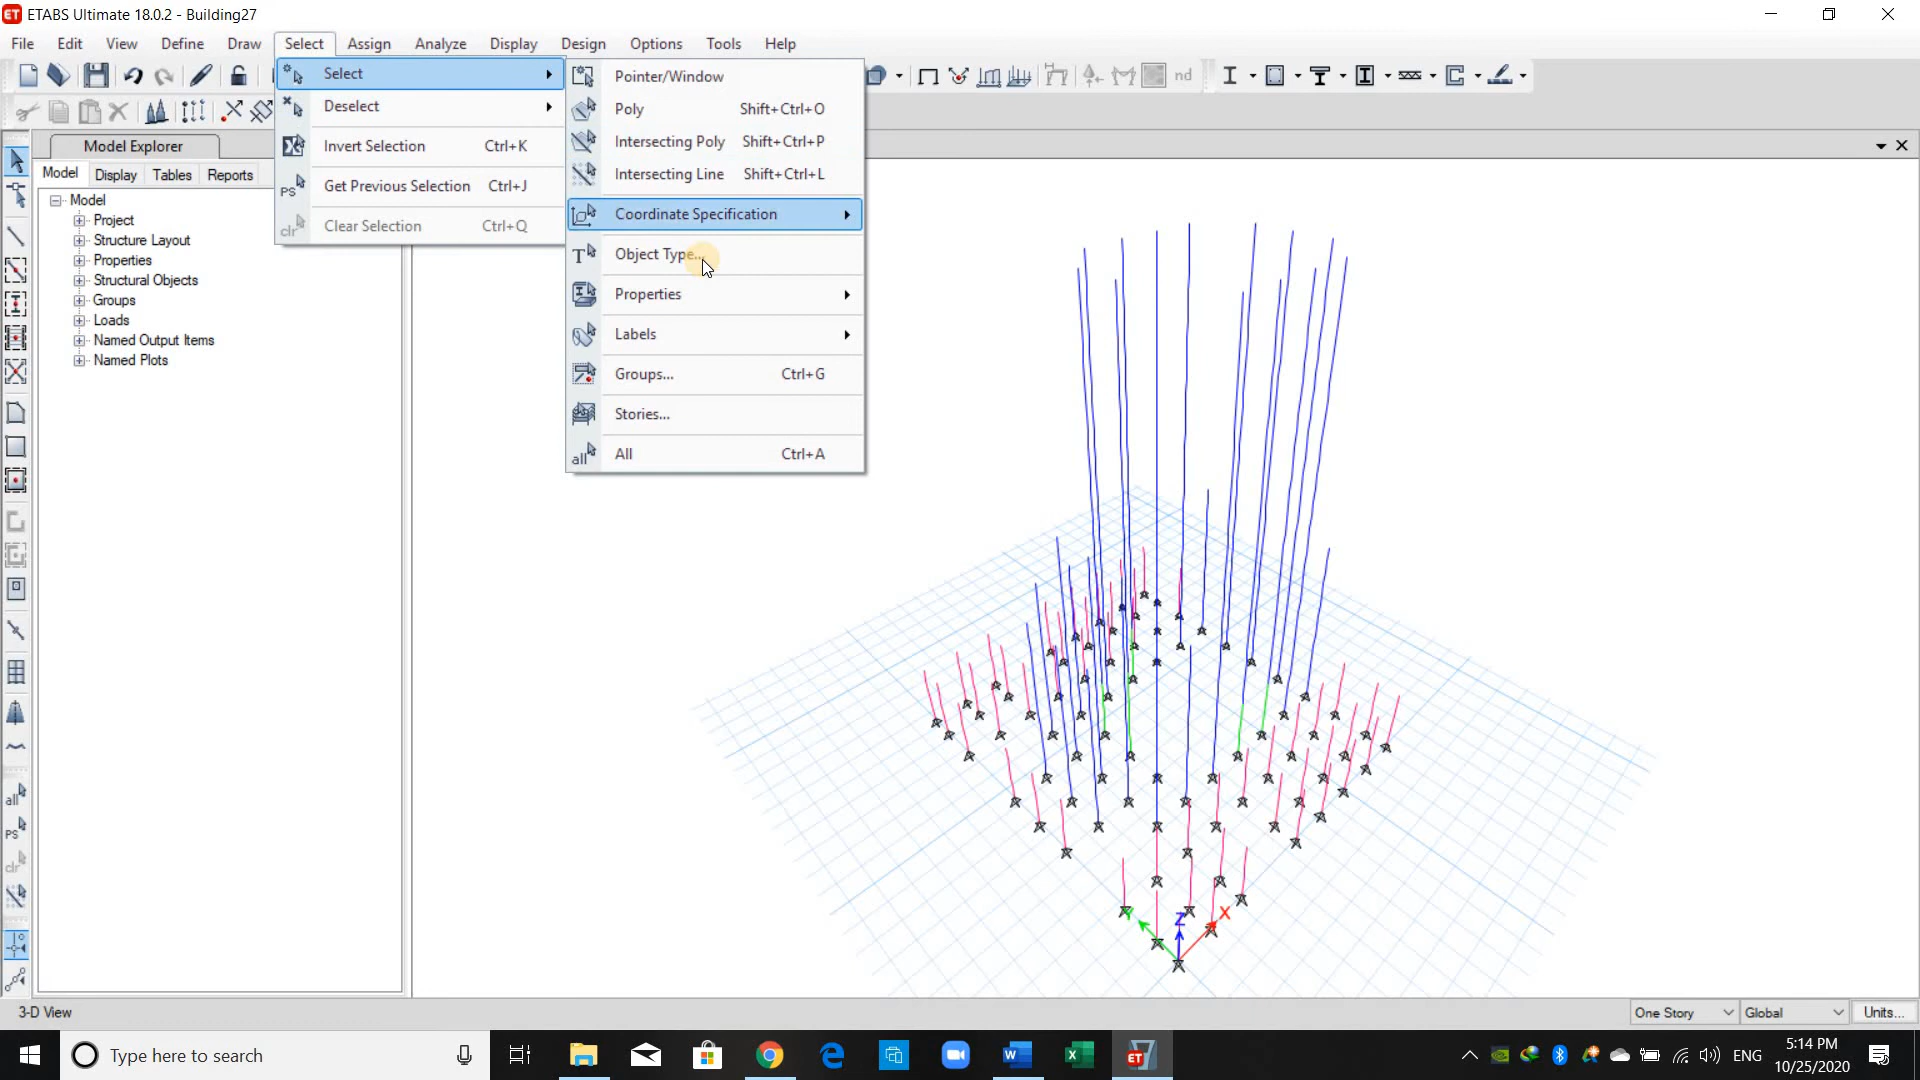 ETABS Ultimate 18.0.2 - Building27
File Edit View Define Draw Select Assign Analyze Display Design Options Tools Help
Select
Deselect
Invert Selection Ctrl+K
Get Previous Selection Ctrl+J
Clear Selection Ctrl+Q
Pointer/Window
Poly Shift+Ctrl+O
Intersecting Poly Shift+Ctrl+P
Intersecting Line Shift+Ctrl+L
Coordinate Specification
Object Type...
Properties
Labels
Groups... Ctrl+G
Stories...
All Ctrl+A
nd
Model Explorer
Model Display Tables Reports
Model
Project
Structure Layout
Properties
Structural Objects
Groups
Loads
Named Output Items
Named Plots
all
PS
clr
Y Z X
3-D View
One Story Global Units...
Type here to search
ENG
5:14 PM
10/25/2020